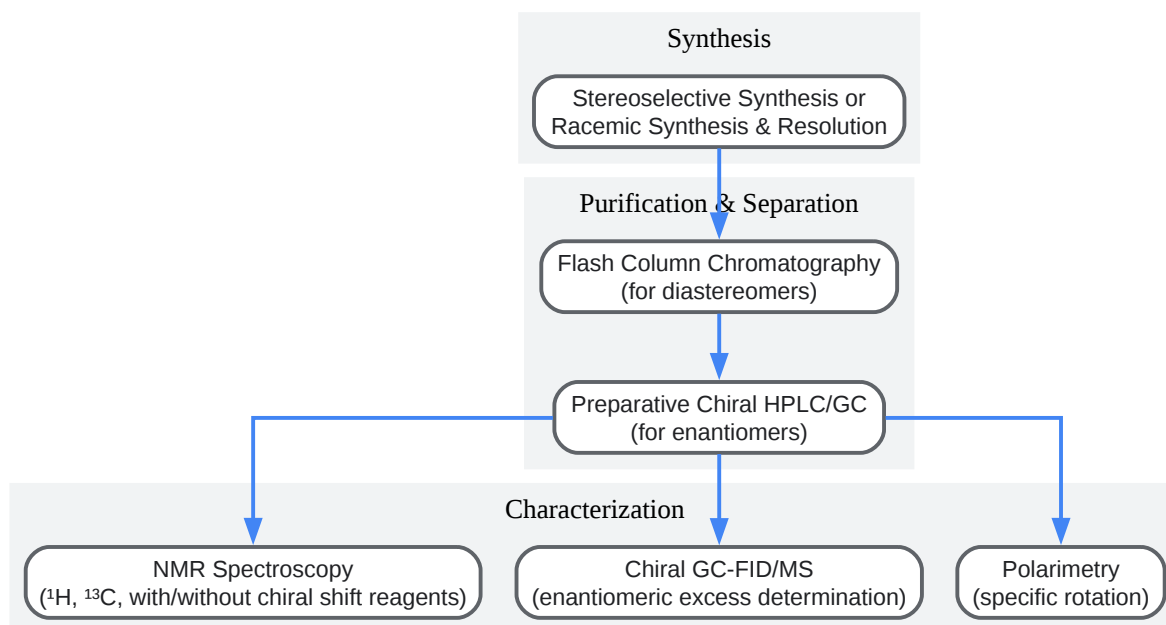 Synthesis
Stereoselective Synthesis or
Racemic Synthesis & Resolution
Purification & Separation
Flash Column Chromatography
(for diastereomers)
Preparative Chiral HPLC/GC
(for enantiomers)
Characterization
NMR Spectroscopy
(¹H, ¹³C, with/without chiral shift reagents)
Chiral GC-FID/MS
(enantiomeric excess determination)
Polarimetry
(specific rotation)